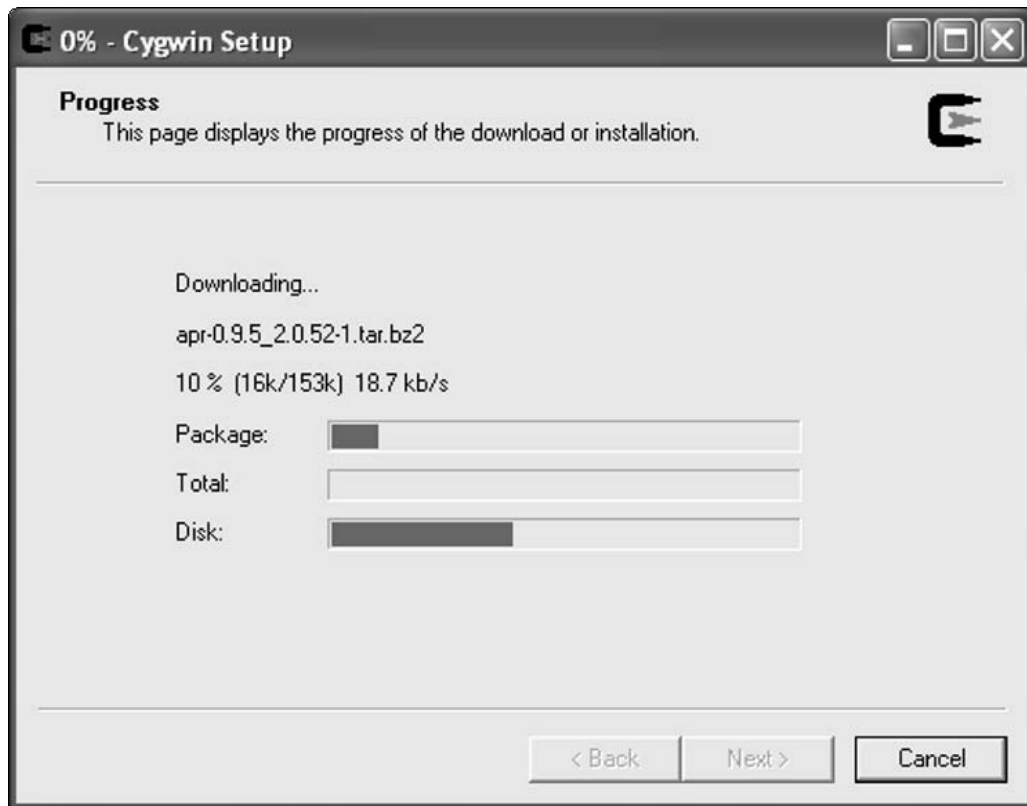 0% - Cygwin Setup
Progress
This page displays the progress of the download or installation.
Downloading...
apr-0.9.5_2.0.52-1.tar.bz2
10 % (16k/153k) 18.7 kb/s
Package:
Total:
Disk:
< Back Next > Cancel